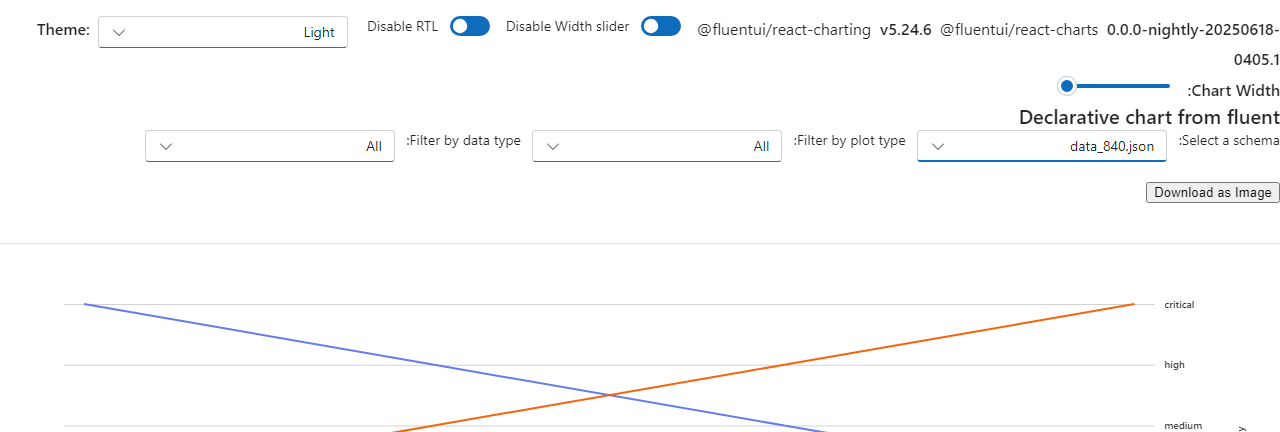 Theme: Light Disable RTL Disable Width slider @fluentui/react-charting v5.24.6 @fluentui/react-charts 0.0.0-nightly-20250618-
0405.1
:Chart Width
Declarative chart from fluent
:Select a schema data_840.json :Filter by plot type All :Filter by data type All
Download as Image
critical
high
medium
y